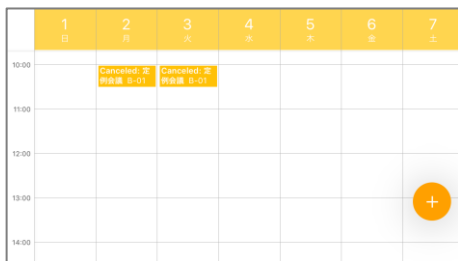 1 2 3 4 5 6 7
日 月 火 水 木 金 土
10:00
Canceled: 定
例会議 B-01
Canceled: 定
例会議 B-01
11:00
12:00
13:00
+
14:00